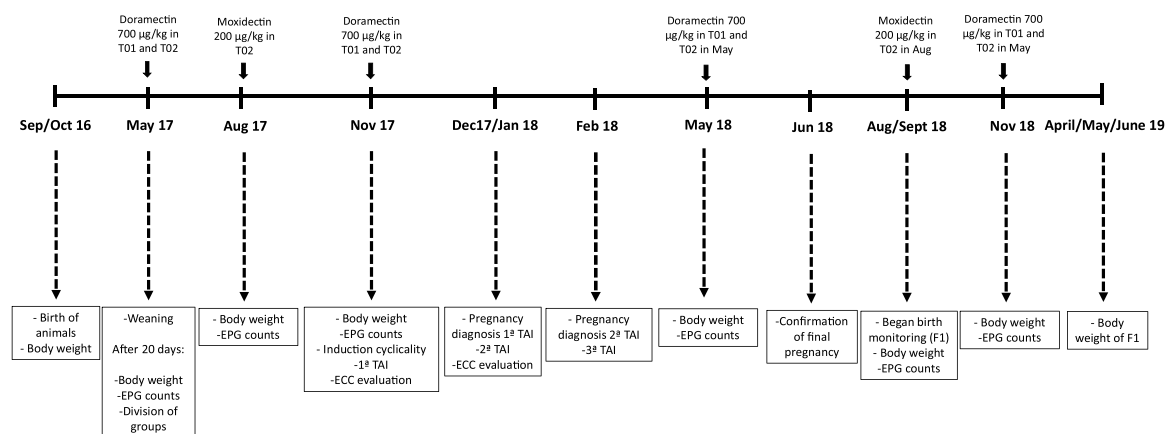 Doramectin
700 µg/kg in
T01 and T02
Moxidectin
200 µg/kg in
T02
Doramectin
700 µg/kg in
T01 and T02
Doramectin 700
µg/kg in T01 and
T02 in May
Moxidectin
200 µg/kg in
T02 in Aug
Doramectin 700
µg/kg in T01 and
T02 in May
Sep/Oct 16
May 17
Aug 17
Nov 17
Dec17/Jan 18
Feb 18
May 18
Jun 18
Aug/Sept 18
Nov 18
April/May/June 19
- Birth of
animals
- Body weight
-Weaning
After 20 days:
-Body weight
-EPG counts
-Division of
groups
- Body weight
-EPG counts
- Body weight
-EPG counts
- Induction cyclicality
-1ª TAI
-ECC evaluation
- Pregnancy
diagnosis 1ª TAI
-2ª TAI
-ECC evaluation
- Pregnancy
diagnosis 2ª TAI
-3ª TAI
- Body weight
-EPG counts
-Confirmation
of final
pregnancy
- Began birth
monitoring (F1)
- Body weight
-EPG counts
- Body weight
-EPG counts
- Body
weight of F1